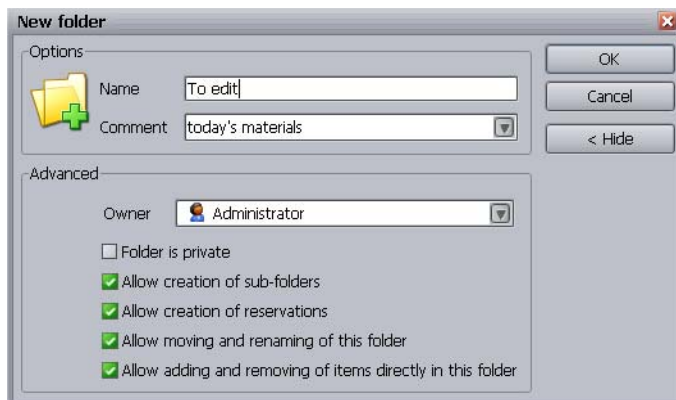 New folder
Options
Name
To edit
Comment
today's materials
OK
Cancel
< Hide
Advanced
Owner
Administrator
Folder is private
Allow creation of sub-folders
Allow creation of reservations
Allow moving and renaming of this folder
Allow adding and removing of items directly in this folder